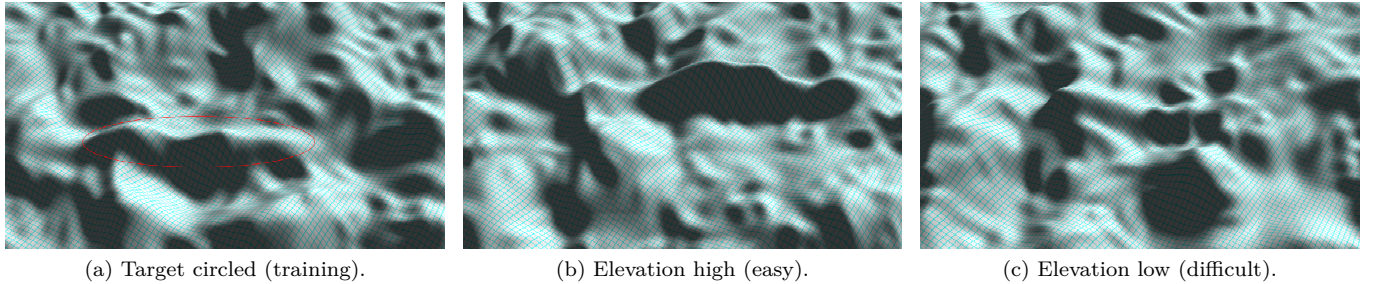 (a) Target circled (training).
(b) Elevation high (easy).
(c) Elevation low (difficult).